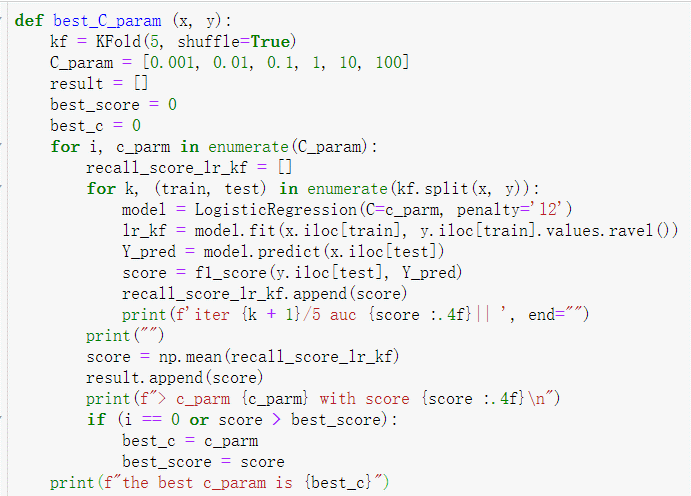 def best_C_param (x, y):
    kf = KFold(5, shuffle=True)
    C_param = [0.001, 0.01, 0.1, 1, 10, 100]
    result = []
    best_score = 0
    best_c = 0
    for i, c_parm in enumerate(C_param):
        recall_score_lr_kf = []
        for k, (train, test) in enumerate(kf.split(x, y)):
            model = LogisticRegression(C=c_parm, penalty='l2')
            lr_kf = model.fit(x.iloc[train], y.iloc[train].values.ravel())
            Y_pred = model.predict(x.iloc[test])
            score = f1_score(y.iloc[test], Y_pred)
            recall_score_lr_kf.append(score)
            print(f'iter {k + 1}/5 auc {score :.4f}|| ', end="")
        print("")
        score = np.mean(recall_score_lr_kf)
        result.append(score)
        print(f"> c_parm {c_parm} with score {score :.4f}\n")
        if (i == 0 or score > best_score):
            best_c = c_parm
            best_score = score
    print(f"the best c_param is {best_c}")